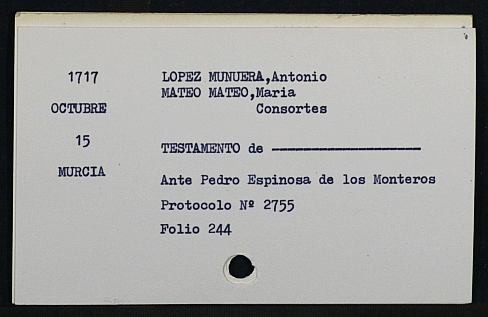 1717
OCTUBRE
15
MURCIA
LOPEZ MUNUERA,Antonio
MATEO MATEO,Maria
Consortes
TESTAMENTO de --------------------
Ante Pedro Espinosa de los Monteros
Protocolo Nº 2755
Folio 244